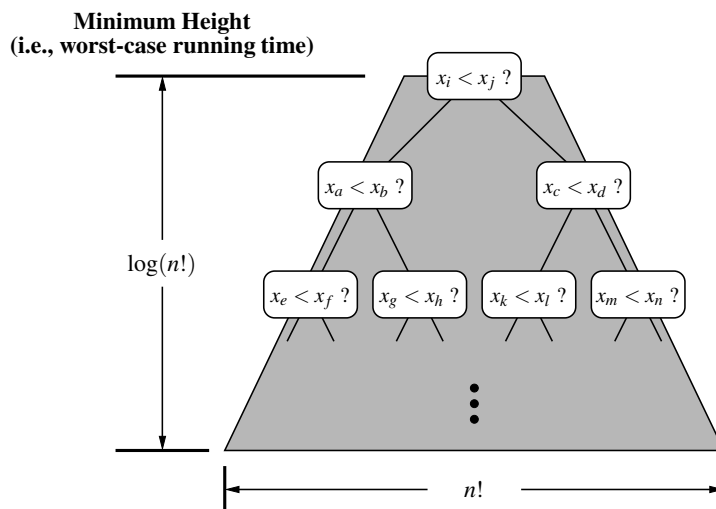 Minimum Height
(i.e., worst-case running time)
x_i < x_j ?
x_a < x_b ?
x_c < x_d ?
log(n!)
x_e < x_f ?
x_g < x_h ?
x_k < x_l ?
x_m < x_n ?
n!